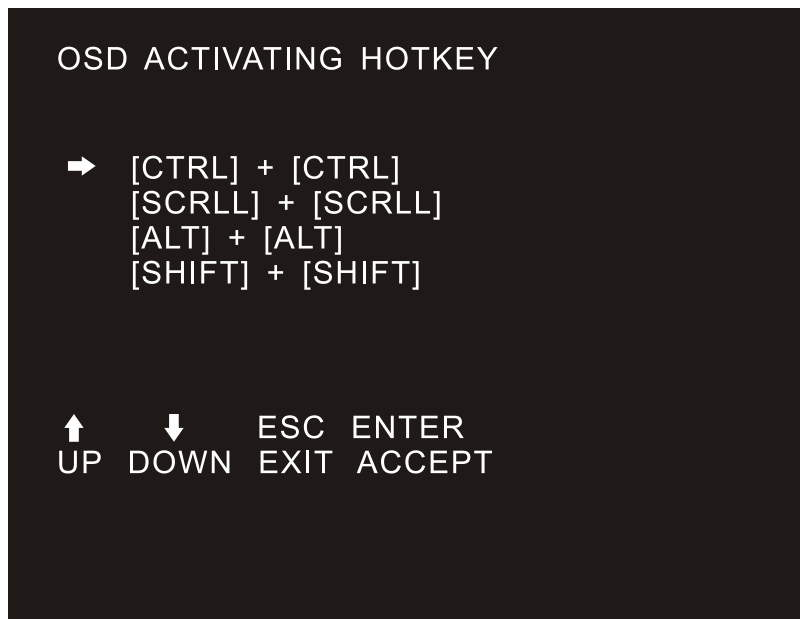 OSD ACTIVATING HOTKEY
[CTRL] + [CTRL]
[SCRLL] + [SCRLL]
[ALT] + [ALT]
[SHIFT] + [SHIFT]
ESC ENTER
UP DOWN EXIT ACCEPT